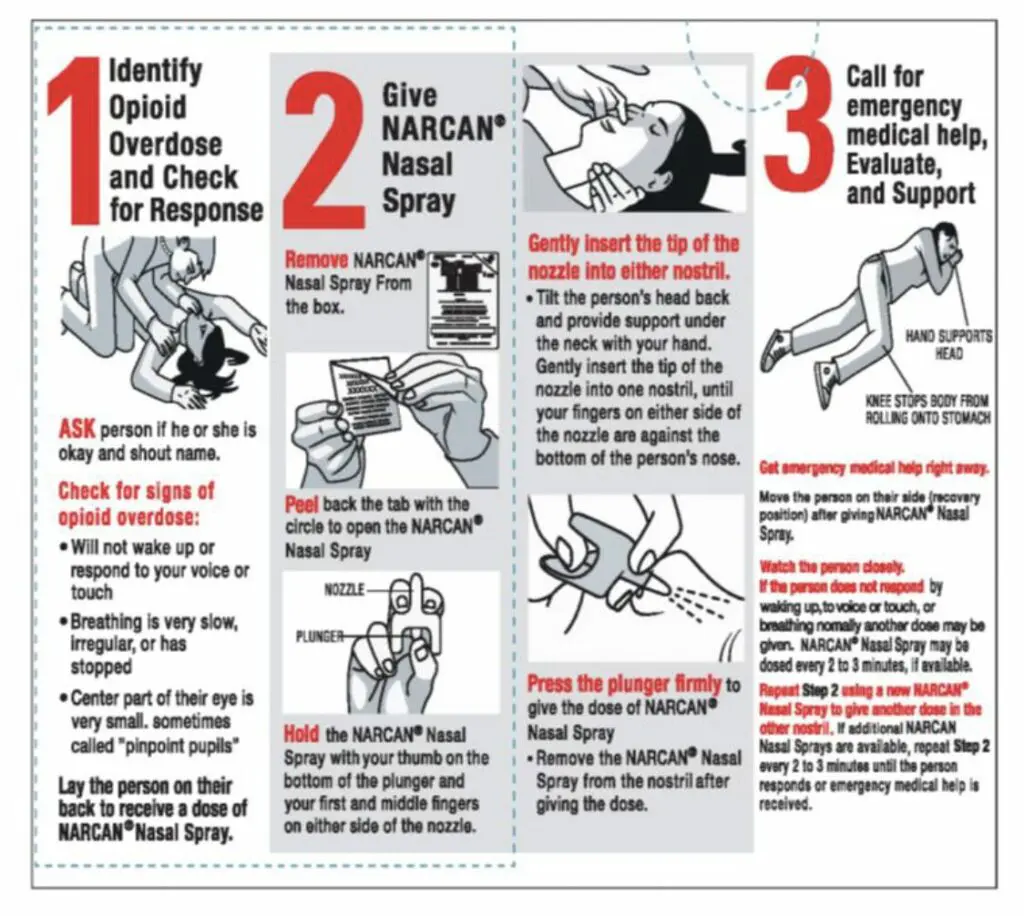 1
Identify
Opioid
Overdose
and Check
for Response
ASK person if he or she is
okay and shout name.
Check for signs of
opioid overdose:
• Will not wake up or
respond to your voice or
touch
• Breathing is very slow,
irregular, or has
stopped
• Center part of their eye is
very small. sometimes
called "pinpoint pupils"
Lay the person on their
back to receive a dose of
NARCAN® Nasal Spray.
2
Give
NARCAN®
Nasal
Spray
Remove NARCAN®
Nasal Spray From
the box.
Peel back the tab with the
circle to open the NARCAN®
Nasal Spray
NOZZLE
PLUNGER
Hold the NARCAN® Nasal
Spray with your thumb on the
bottom of the plunger and
your first and middle fingers
on either side of the nozzle.
Gently insert the tip of the
nozzle into either nostril.
• Tilt the person's head back
and provide support under
the neck with your hand.
Gently insert the tip of the
nozzle into one nostril, until
your fingers on either side of
the nozzle are against the
bottom of the person's nose.
Press the plunger firmly to
give the dose of NARCAN®
Nasal Spray
• Remove the NARCAN® Nasal
Spray from the nostril after
giving the dose.
3
Call for
emergency
medical help,
Evaluate,
and Support
HAND SUPPORTS
HEAD
KNEE STOPS BODY FROM
ROLLING ONTO STOMACH
Get emergency medical help right away.
Move the person on their side (recovery
position) after giving NARCAN® Nasal
Spray.
Watch the person closely.
If the person does not respond by
waking up, to voice or touch, or
breathing normally another dose may be
given. NARCAN® Nasal Spray may be
dosed every 2 to 3 minutes, if available.
Repeat Step 2 using a new NARCAN®
Nasal Spray to give another dose in the
other nostril. If additional NARCAN
Nasal Sprays are available, repeat Step 2
every 2 to 3 minutes until the person
responds or emergency medical help is
received.